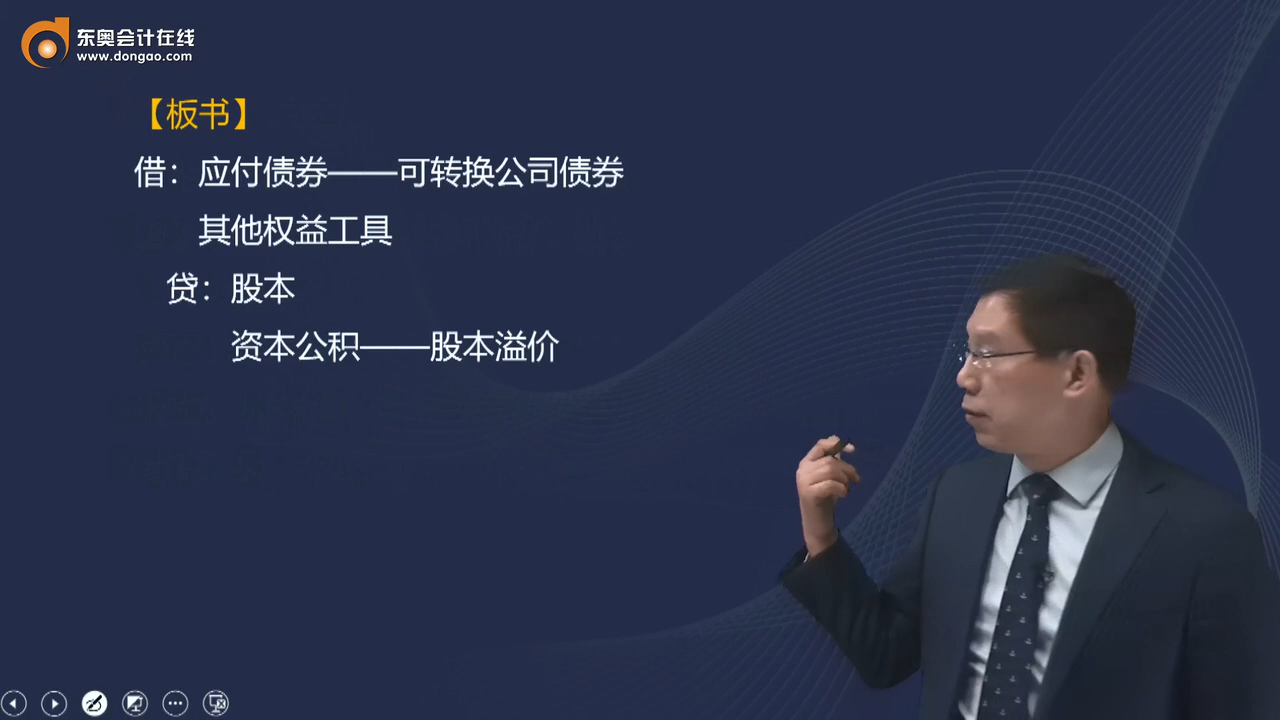 东奥会计在线
www.dongao.com
【板书】
借：应付债券——可转换公司债券
其他权益工具
贷：股本
资本公积——股本溢价